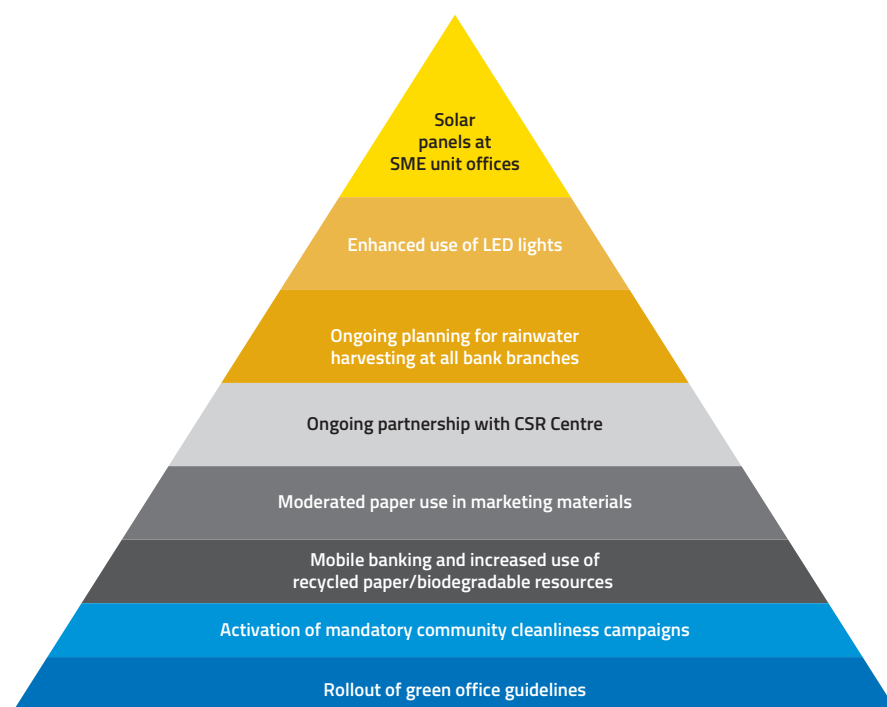 Solar
panels at
SME unit offices
Enhanced use of LED lights
Ongoing planning for rainwater
harvesting at all bank branches
Ongoing partnership with CSR Centre
Moderated paper use in marketing materials
Mobile banking and increased use of
recycled paper/biodegradable resources
Activation of mandatory community cleanliness campaigns
Rollout of green office guidelines